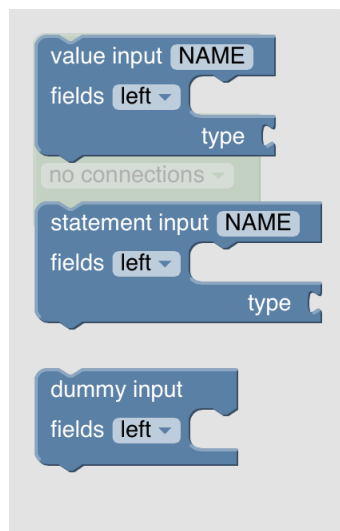 value input NAME
fields left
type
no connections
statement input NAME
fields left
type
dummy input
fields left